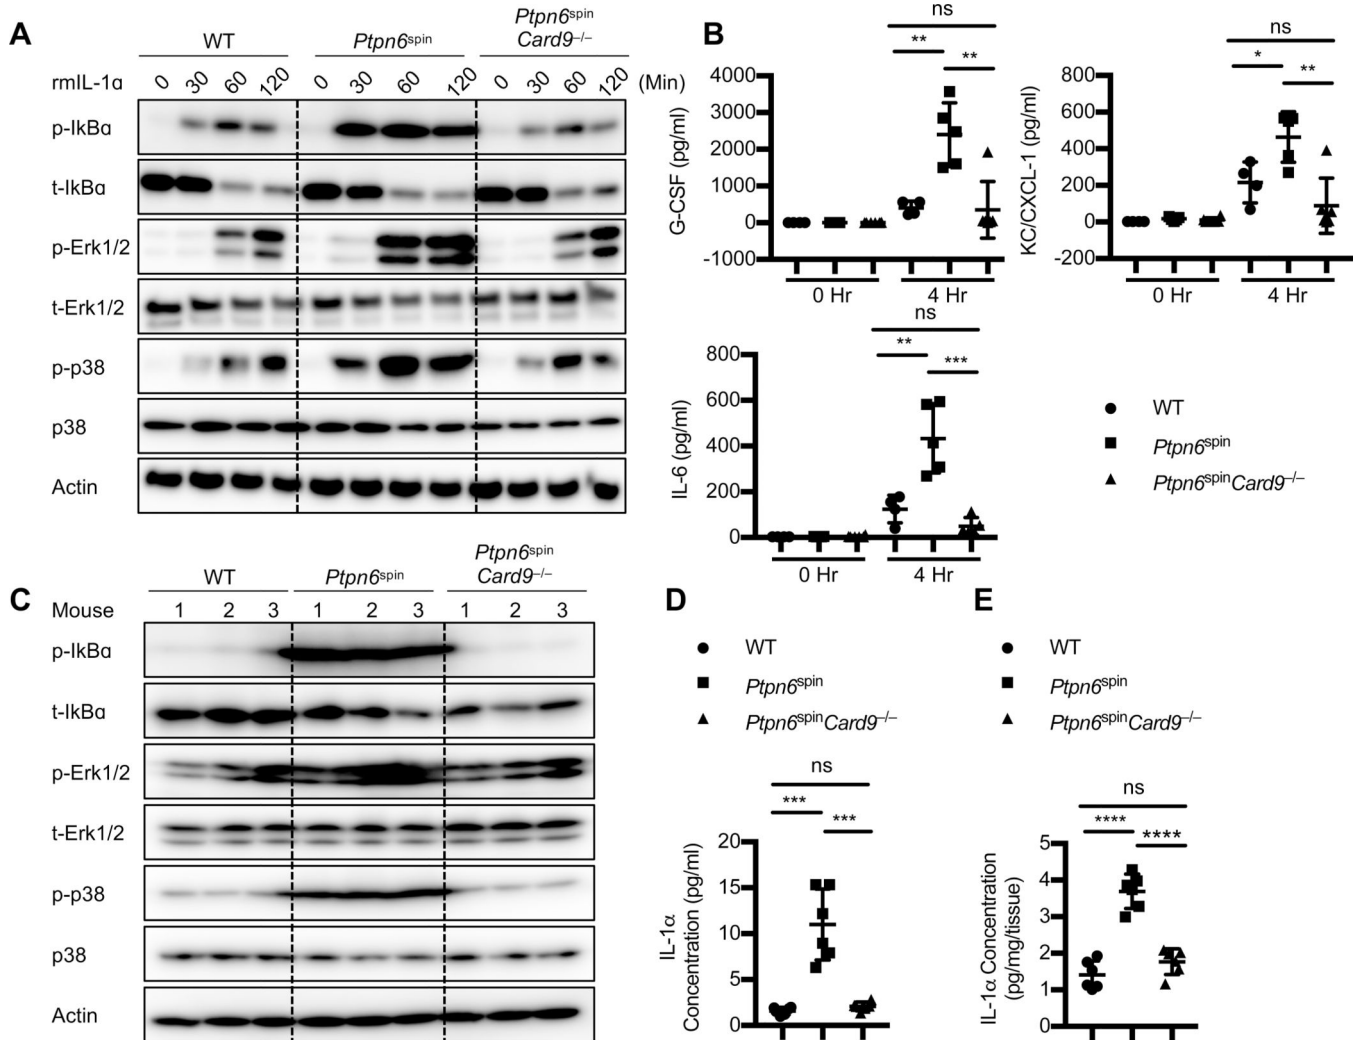 A
WT
Ptpn6spin
Ptpn6spin
Card9–/–
rmIL-1α
0 30 60 120
0 30 60 120
0 30 60 120
(Min)
p-IkBα
t-IkBα
p-Erk1/2
t-Erk1/2
p-p38
p38
Actin
B
ns
**
**
G-CSF (pg/ml)
4000
3000
2000
1000
0
-1000
0 Hr
4 Hr
ns
*
**
KC/CXCL-1 (pg/ml)
800
600
400
200
0
-200
0 Hr
4 Hr
ns
**
***
IL-6 (pg/ml)
800
600
400
200
0
0 Hr
4 Hr
WT
Ptpn6spin
Ptpn6spinCard9–/–
C
WT
Ptpn6spin
Ptpn6spin
Card9–/–
Mouse
1 2 3
1 2 3
1 2 3
p-IkBα
t-IkBα
p-Erk1/2
t-Erk1/2
p-p38
p38
Actin
D
WT
Ptpn6spin
Ptpn6spinCard9–/–
ns
***
***
IL-1α
Concentration (pg/ml)
20
15
10
5
0
E
WT
Ptpn6spin
Ptpn6spinCard9–/–
ns
****
****
IL-1α Concentration
(pg/mg/tissue)
5
4
3
2
1
0